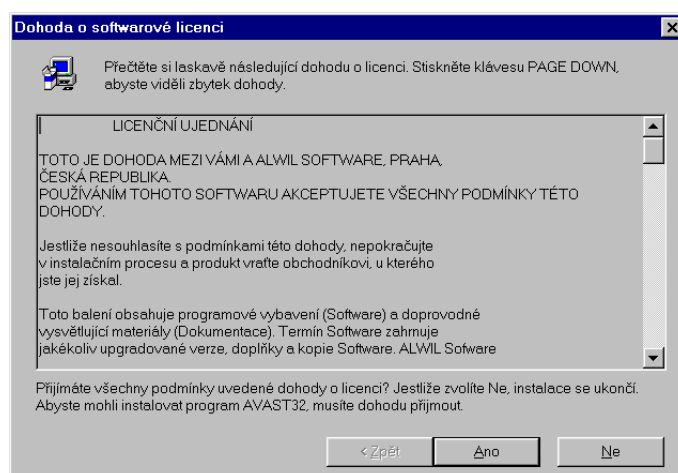 Dohoda o softwarové licenci
Přečtěte si laskavě následující dohodu o licenci. Stiskněte klávesu PAGE DOWN,
abyste viděli zbytek dohody.
LICENČNÍ UJEDNÁNÍ
TOTO JE DOHODA MEZI VÁMI A ALWIL SOFTWARE, PRAHA,
ČESKÁ REPUBLIKA.
POUŽÍVÁNÍM TOHOTO SOFTWARU AKCEPTUJETE VŠECHNY PODMÍNKY TÉTO
DOHODY.
Jestliže nesouhlasíte s podmínkami této dohody, nepokračujte
v instalačním procesu a produkt vraťte obchodníkovi, u kterého
jste jej získal.
Toto balení obsahuje programové vybavení (Software) a doprovodné
vysvětlující materiály (Dokumentace). Termín Software zahrnuje
jakékoliv upgradované verze, doplňky a kopie Software. ALWIL Sofware
Přijímáte všechny podmínky uvedené dohody o licenci? Jestliže zvolíte Ne, instalace se ukončí.
Abyste mohli instalovat program AVAST32, musíte dohodu přijmout.
< Zpět Ano Ne